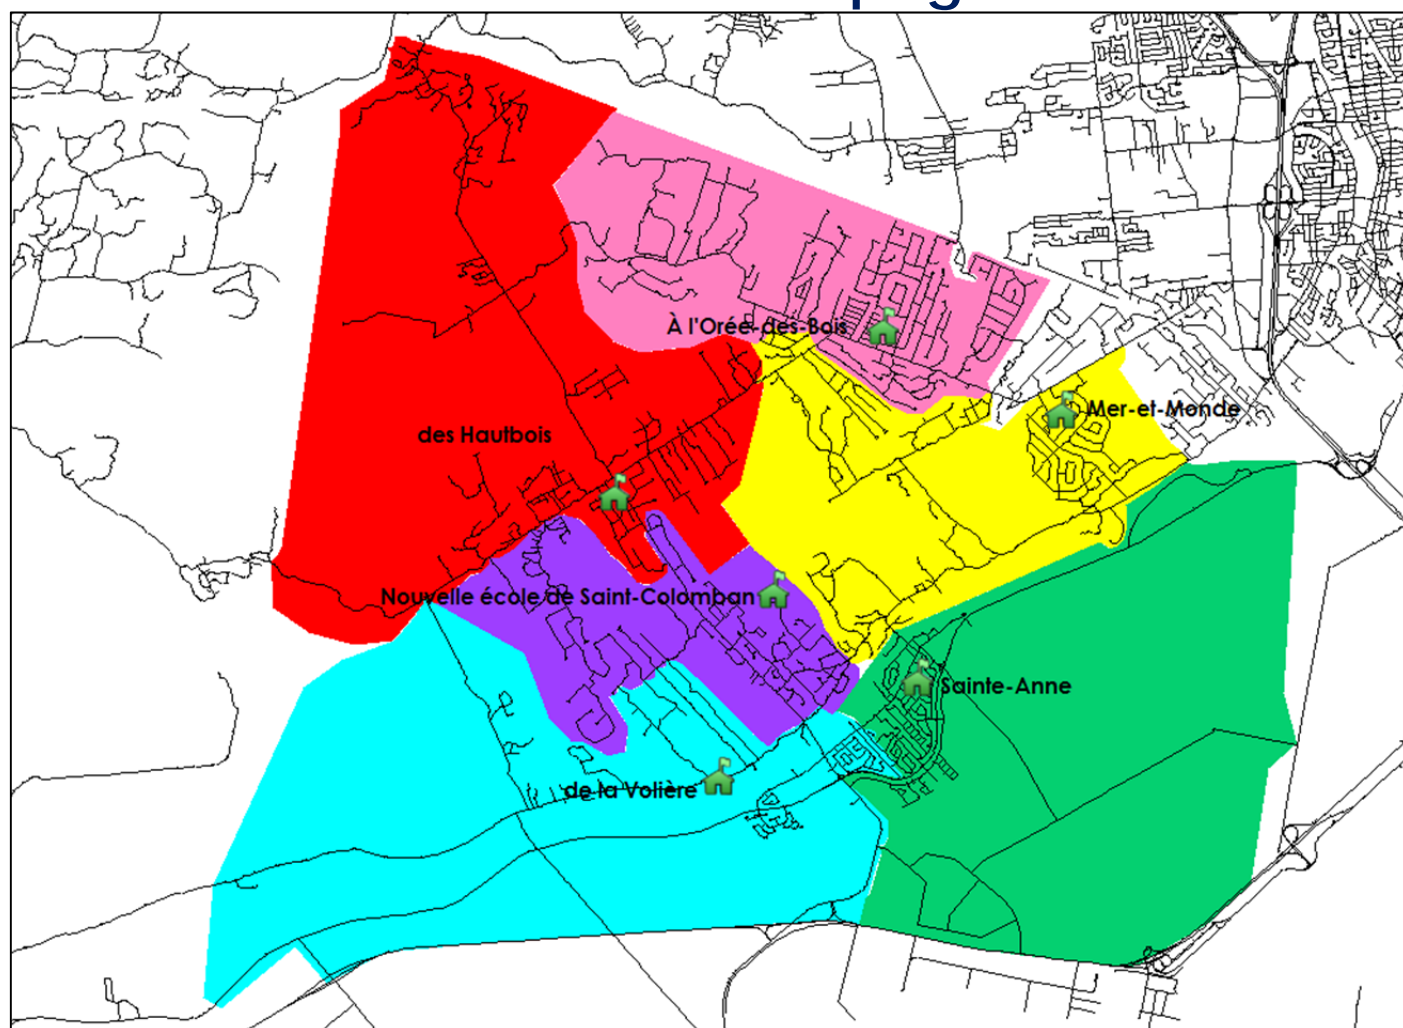 À l'Orée-des-Bois
Mer-et-Monde
des Hautbois
Nouvelle école de Saint-Colomban
Sainte-Anne
de la Volière